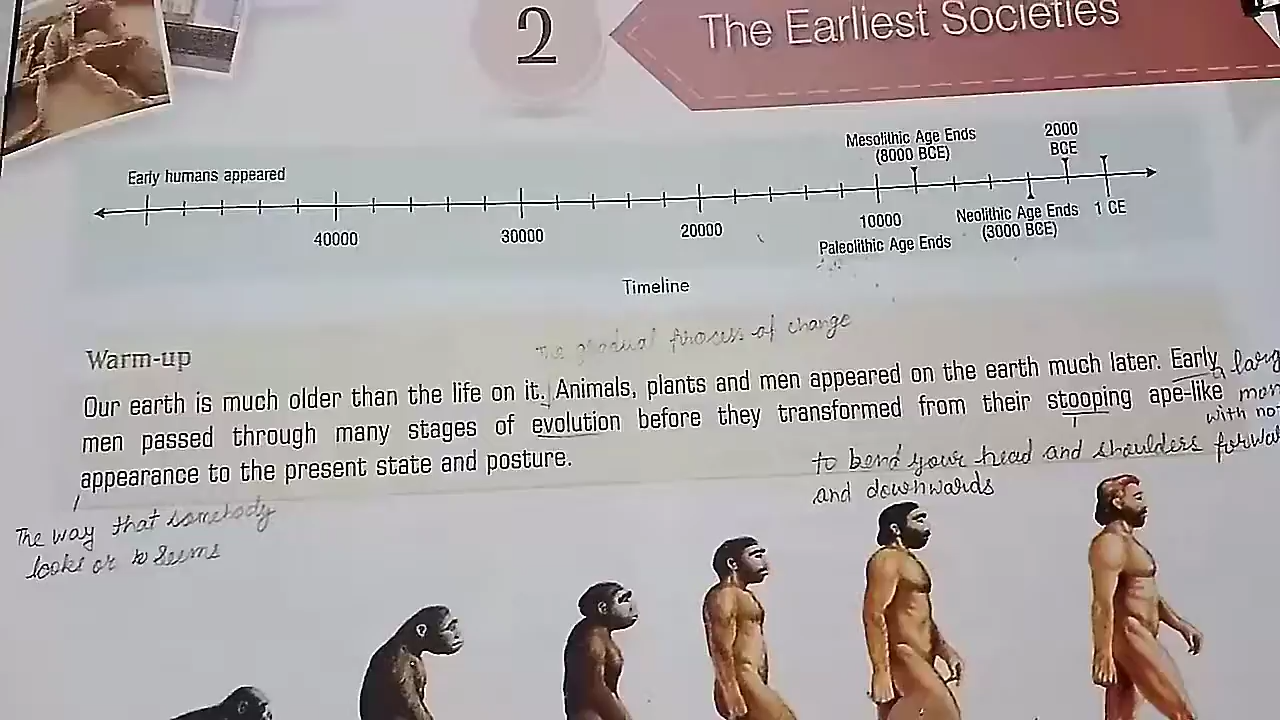 2
The Earliest Societies
Mesolithic Age Ends
(8000 BCE)
2000
BCE
Early humans appeared
40000
30000
20000
10000
Paleolithic Age Ends
Neolithic Age Ends
(3000 BCE)
1 CE
Timeline
The gradual process of change
Warm-up
Our earth is much older than the life on it. Animals, plants and men appeared on the earth much later. Early
men passed through many stages of evolution before they transformed from their stooping ape-like
appearance to the present state and posture.
with no
to bend your head and shoulders
and downwards
The way that somebody
looks or seems